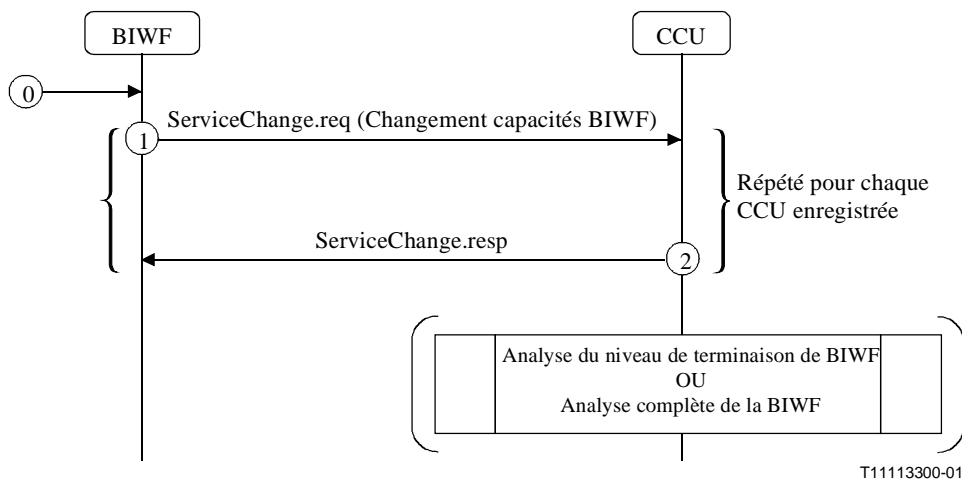 BIWF
CCU
0
ServiceChange.req (Changement capacités BIWF)
1
Répété pour chaque
CCU enregistrée
ServiceChange.resp
2
Analyse du niveau de terminaison de BIWF
OU
Analyse complète de la BIWF
T11113300-01